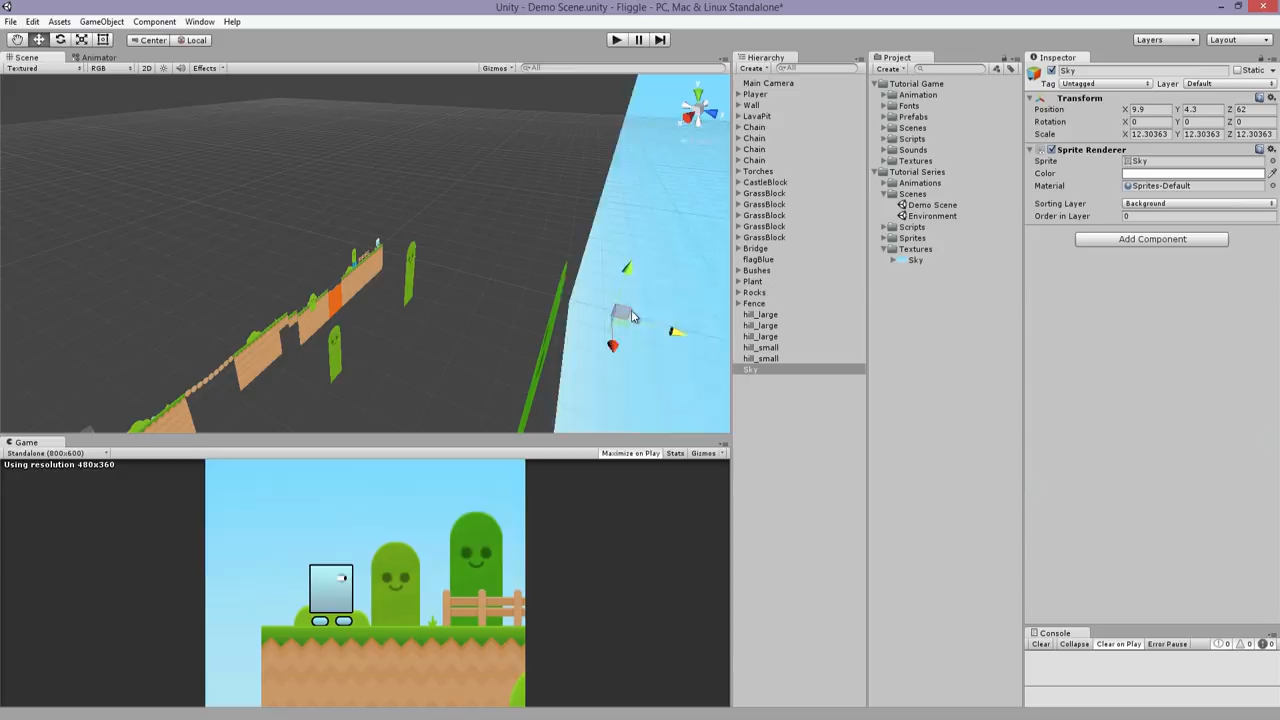 Unity - Demo Scene.unity - Fliggle - PC, Mac & Linux Standalone*
File Edit Assets GameObject Component Window Help
Center Local
Layers Layout
Scene Animator
Textured RGB 2D Effects Gizmos All
Hierarchy
Create All
Main Camera
Player
Wall
LavaPit
Chain
Chain
Chain
Chain
Torches
CastleBlock
GrassBlock
GrassBlock
GrassBlock
GrassBlock
GrassBlock
Bridge
flagBlue
Bushes
Plant
Rocks
Fence
hill_large
hill_large
hill_large
hill_small
hill_small
Sky
Project
Create
Tutorial Game
Animation
Fonts
Prefabs
Scenes
Scripts
Sounds
Textures
Tutorial Series
Animations
Scenes
Demo Scene
Environment
Scripts
Sprites
Textures
Sky
Inspector
Sky Static
Tag Untagged Layer Default
Transform
Position X 9.9 Y 4.3 Z 62
Rotation X 0 Y 0 Z 0
Scale X 12.30363 Y 12.30363 Z 12.30363
Sprite Renderer
Sprite Sky
Color
Material Sprites-Default
Sorting Layer Background
Order in Layer 0
Add Component
Game
Standalone (800x600) Maximize on Play Stats Gizmos
Using resolution 480x360
Console
Clear Collapse Clear on Play Error Pause 0 0 0